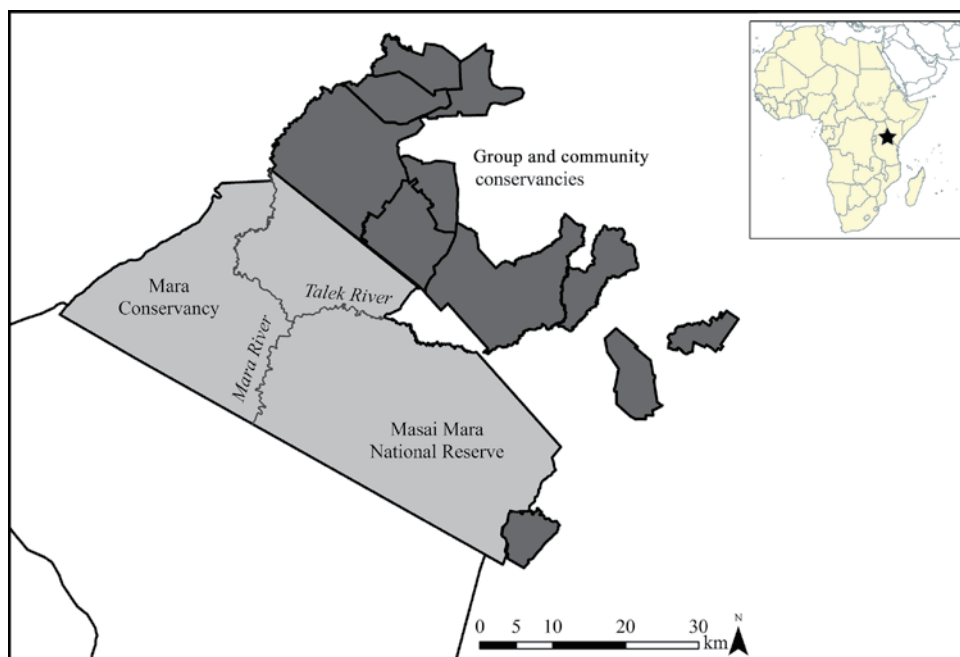 Group and community
conservancies
Mara
Conservancy
Talek River
Mara River
Masai Mara
National Reserve
0 5 10 20 30
km
N